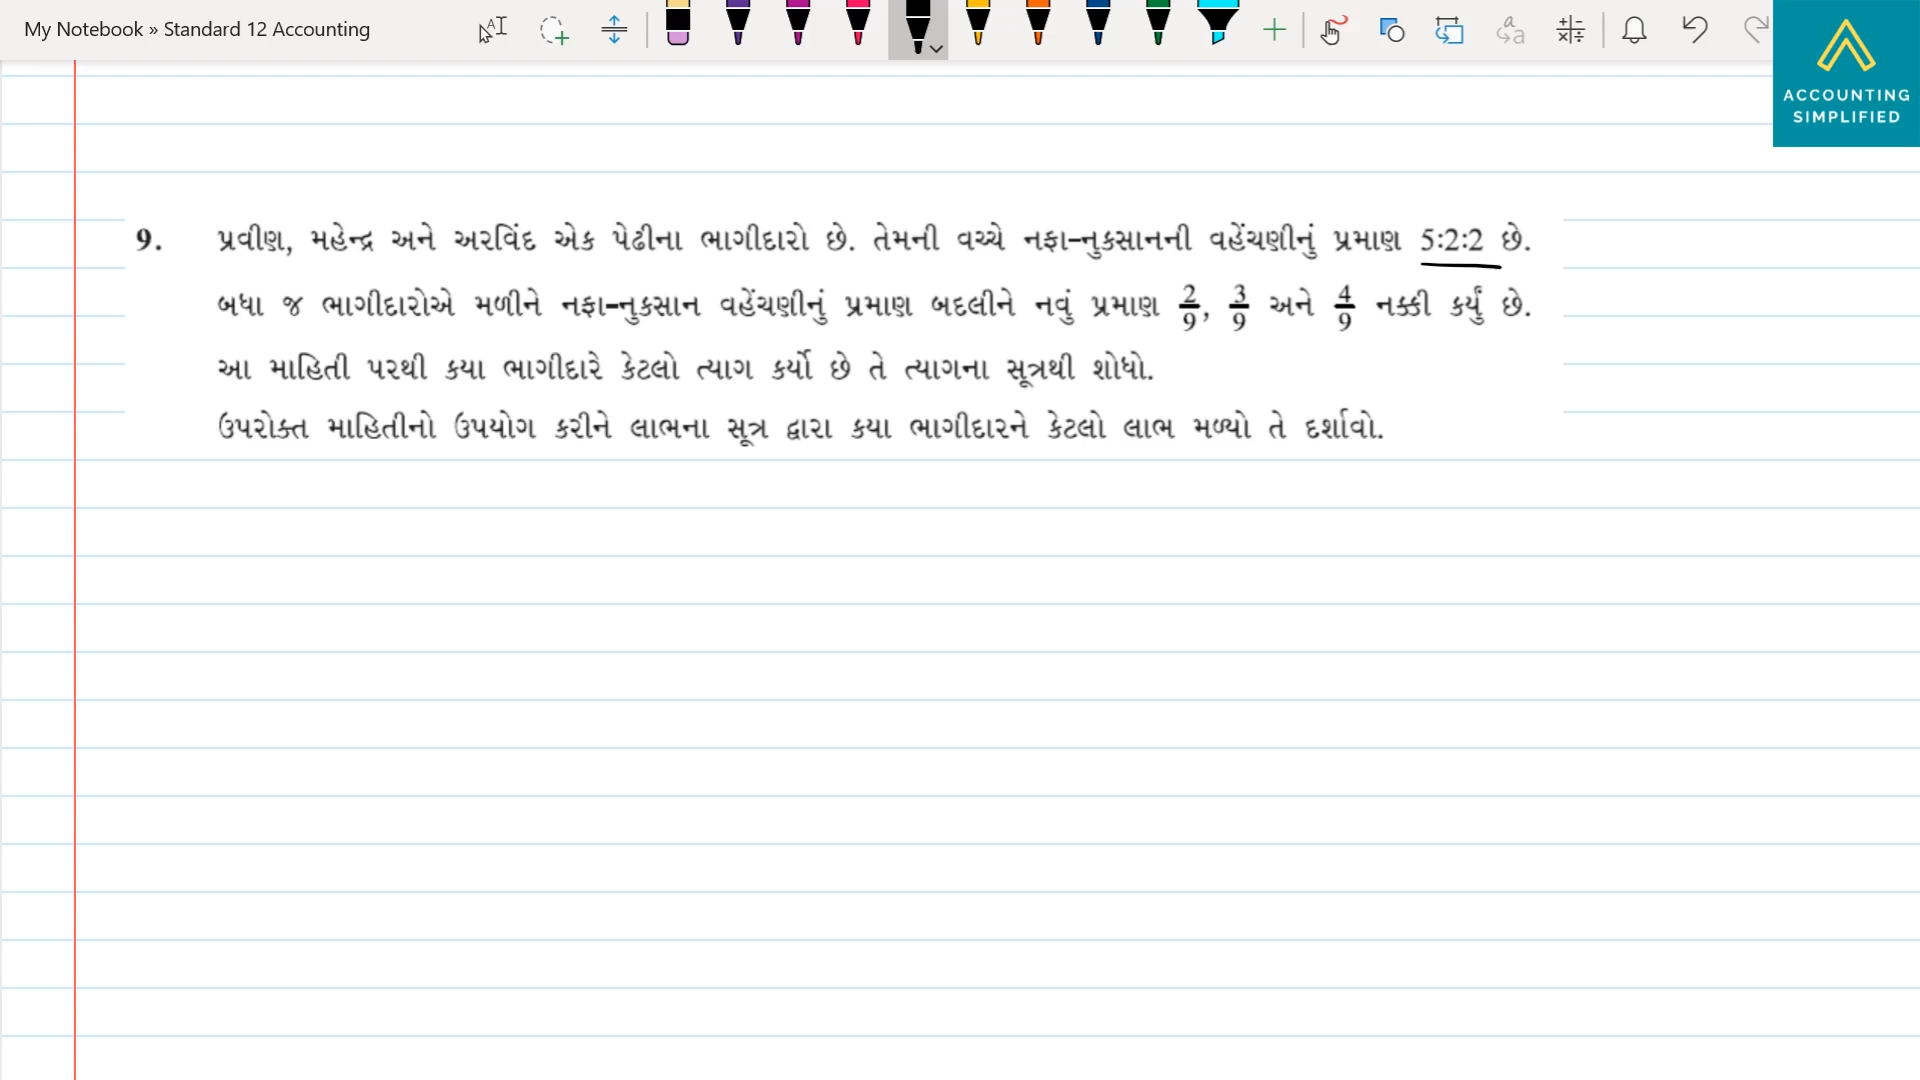 My Notebook » Standard 12 Accounting
ACCOUNTING
SIMPLIFIED
9. પ્રવીણ, મહેન્દ્ર અને અરવિંદ એક પેઢીના ભાગીદારો છે. તેમની વચ્ચે નફા-નુકસાનની વહેંચણીનું પ્રમાણ 5:2:2 છે.
બધા જ ભાગીદારોએ મળીને નફા-નુકસાન વહેંચણીનું પ્રમાણ બદલીને નવું પ્રમાણ 2/9, 3/9 અને 4/9 નક્કી કર્યું છે.
આ માહિતી પરથી કયા ભાગીદારે કેટલો ત્યાગ કર્યો છે તે ત્યાગના સૂત્રથી શોધો.
ઉપરોક્ત માહિતીનો ઉપયોગ કરીને લાભના સૂત્ર દ્વારા કયા ભાગીદારને કેટલો લાભ મળ્યો તે દર્શાવો.